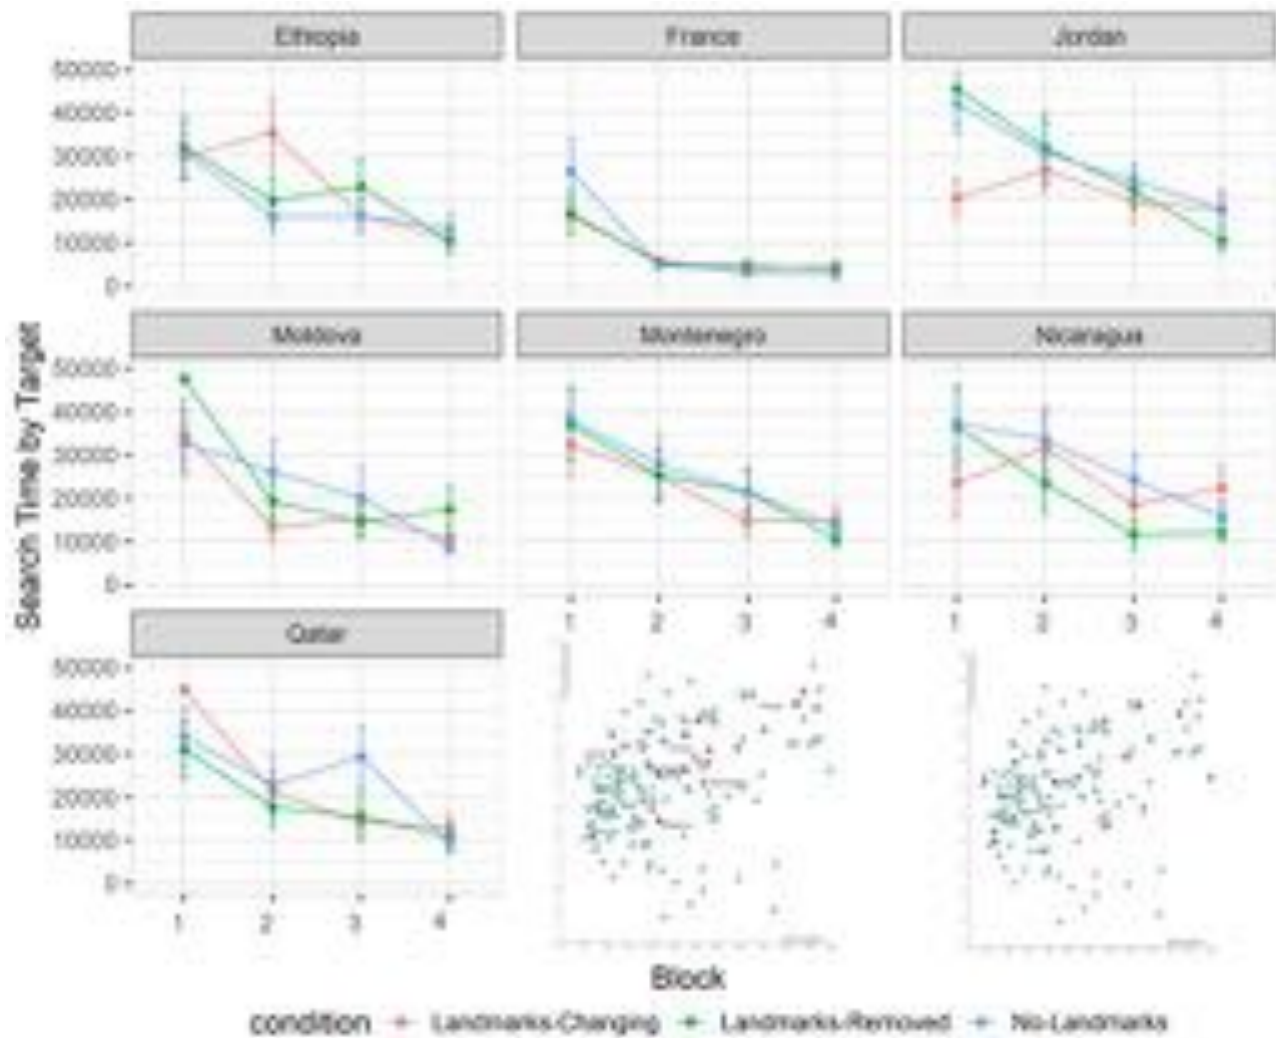 Ethiopia France Jordan
50000
40000
30000
20000
10000
0
Moldova Montenegro Nicaragua
50000
40000
30000
20000
10000
0
1 2 3 4 1 2 3 4
Qatar
50000
40000
30000
20000
10000
0
1 2 3 4
Search Time by Target
Block
condition Landmarks-Changing Landmarks-Removed No-Landmarks